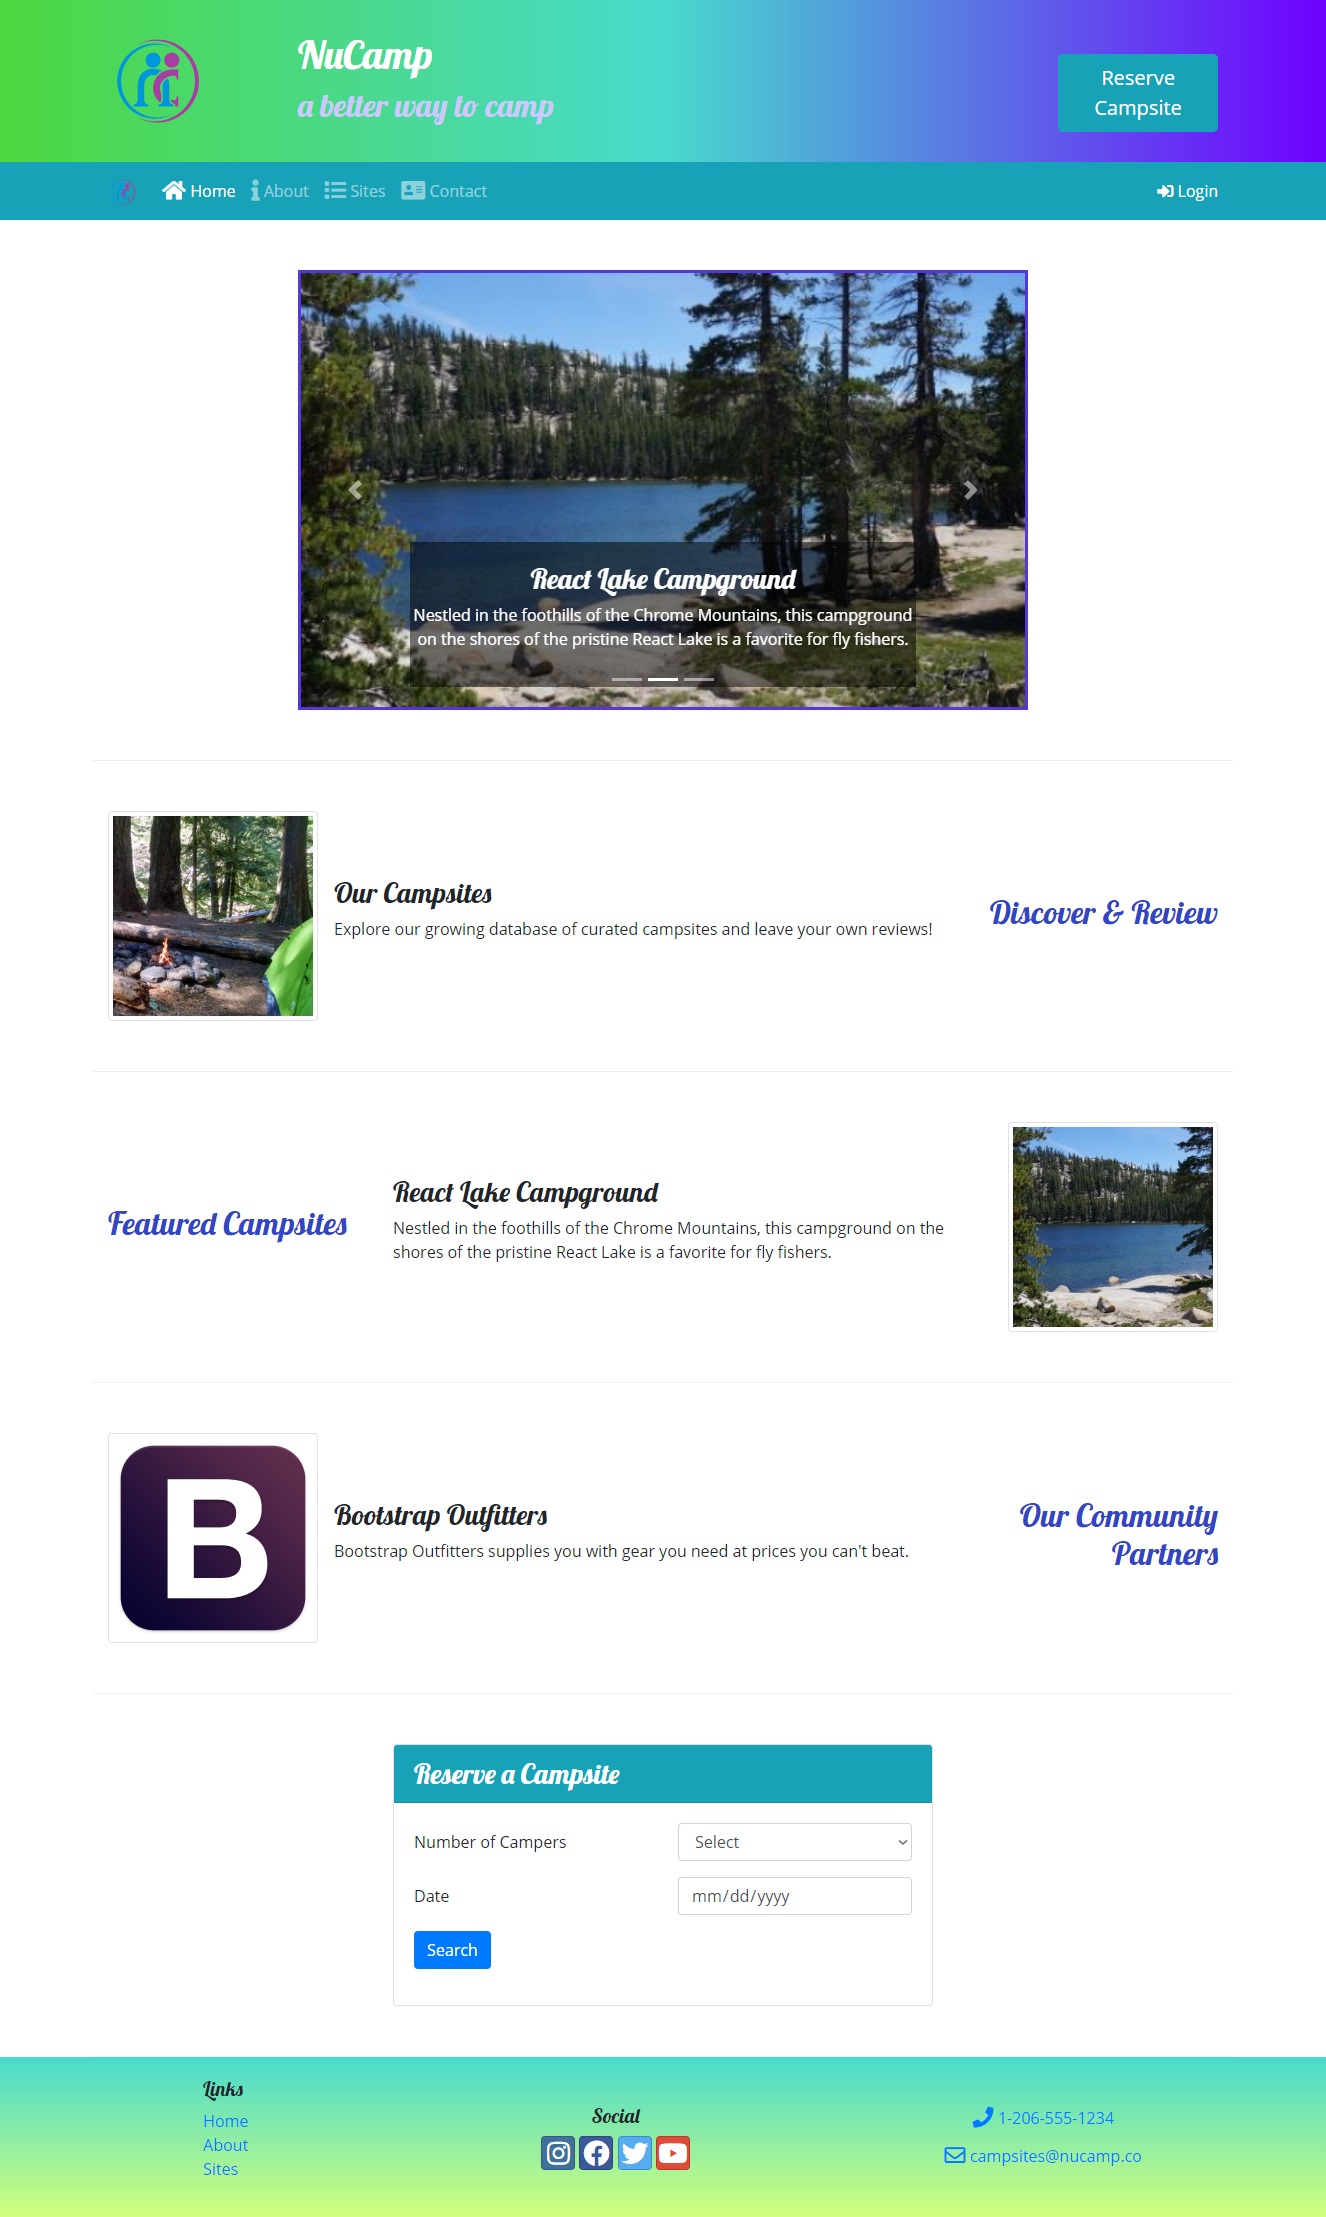 NuCamp
a better way to camp
Reserve
Campsite
Home About Sites Contact
Login
React Lake Campground
Nestled in the foothills of the Chrome Mountains, this campground
on the shores of the pristine React Lake is a favorite for fly fishers.
Our Campsites
Explore our growing database of curated campsites and leave your own reviews!
Discover & Review
Featured Campsites
React Lake Campground
Nestled in the foothills of the Chrome Mountains, this campground on the
shores of the pristine React Lake is a favorite for fly fishers.
B
Bootstrap Outfitters
Bootstrap Outfitters supplies you with gear you need at prices you can't beat.
Our Community
Partners
Reserve a Campsite
Number of Campers
Select
Date
mm/dd/yyyy
Search
Links
Home
About
Sites
Social
1-206-555-1234
campsites@nucamp.co